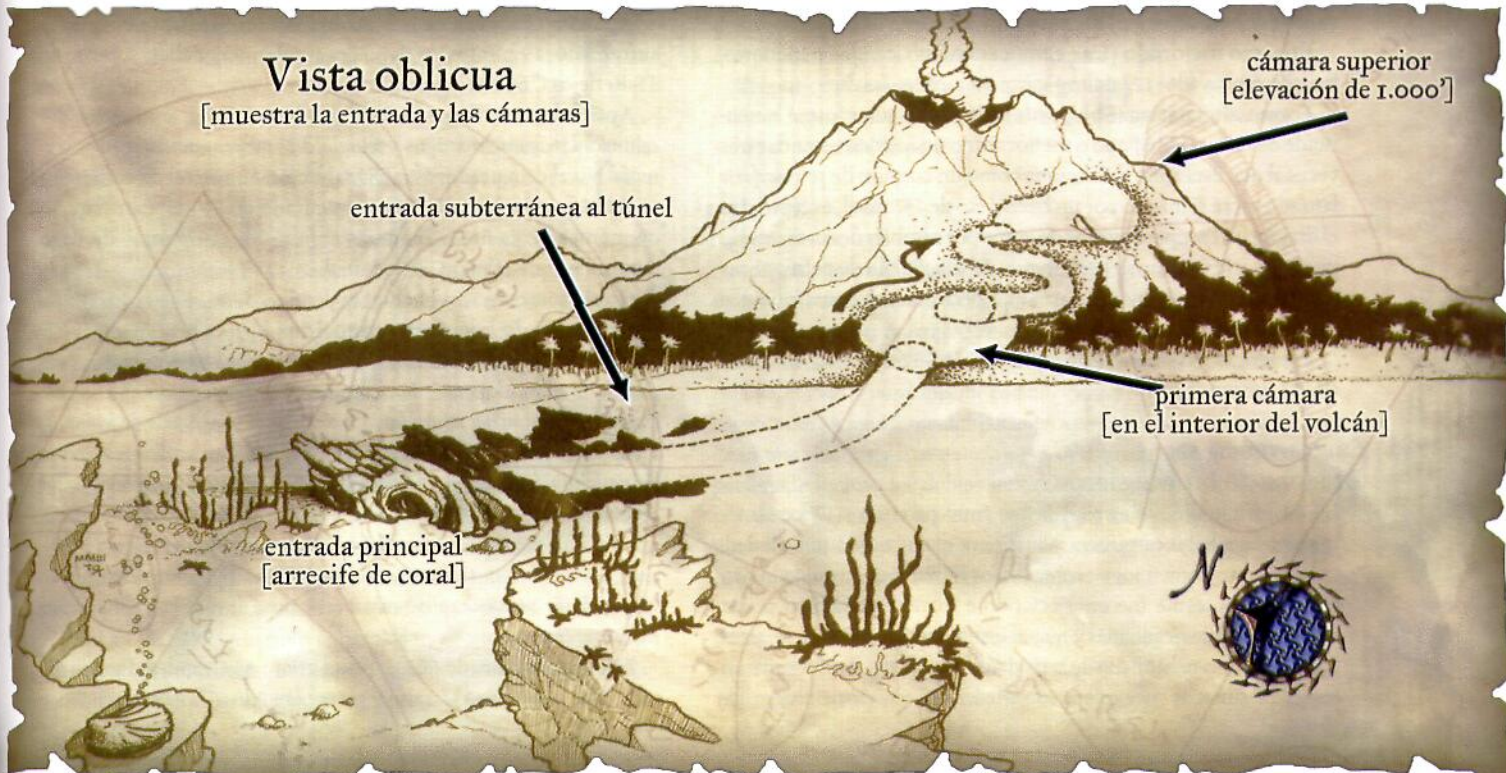 Vista oblicua
[muestra la entrada y las cámaras]
cámara superior
[elevación de 1.000']
entrada subterránea al túnel
primera cámara
[en el interior del volcán]
entrada principal
[arrecife de coral]
N